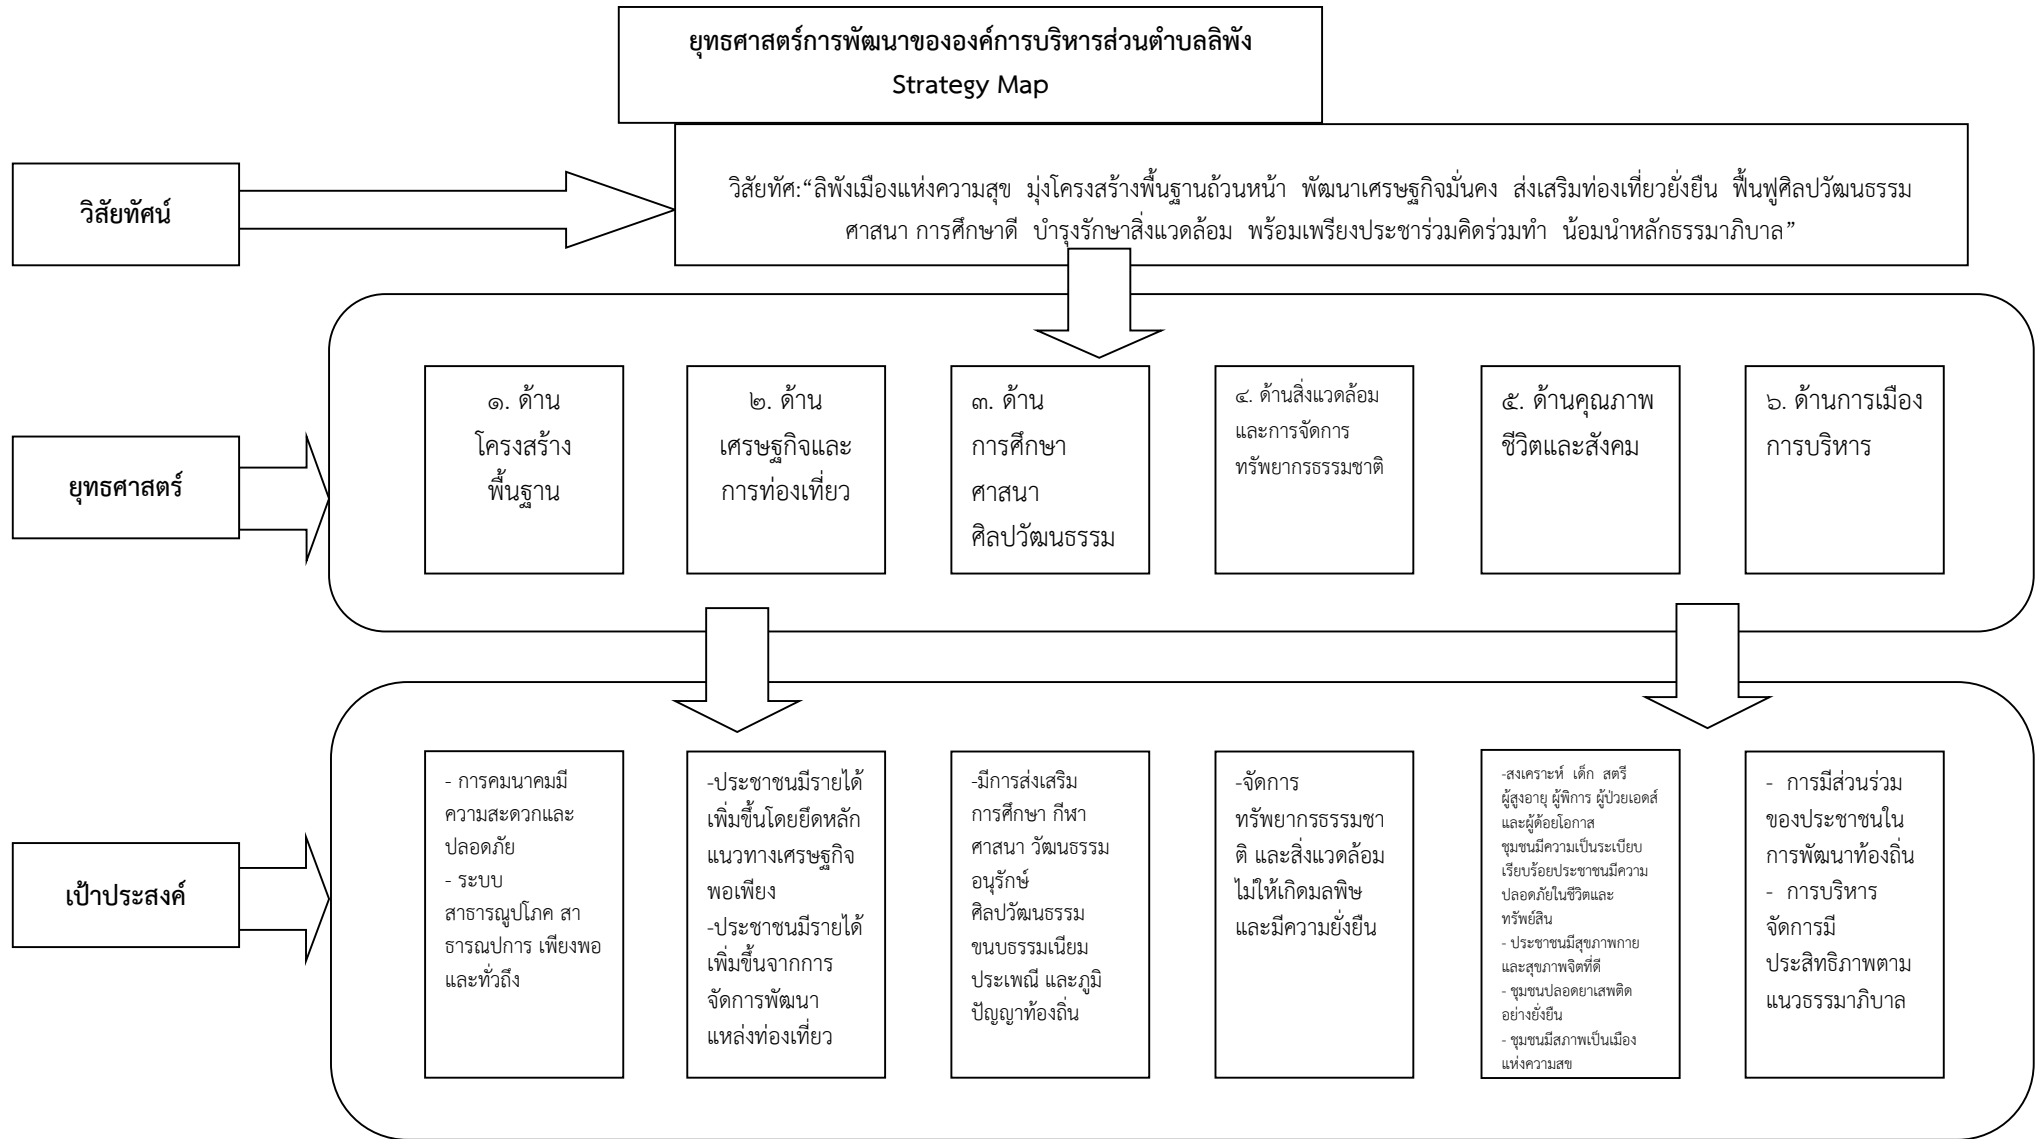 ยุทธศาสตร์การพัฒนาขององค์การบริหารส่วนตำบลลิพัง
Strategy Map
วิสัยทัศน์
วิสัยทัศ:“ลิพังเมืองแห่งความสุข มุ่งโครงสร้างพื้นฐานถ้วนหน้า พัฒนาเศรษฐกิจมั่นคง ส่งเสริมท่องเที่ยวยั่งยืน ฟื้นฟูศิลปวัฒนธรรม
ศาสนา การศึกษาดี บำรุงรักษาสิ่งแวดล้อม พร้อมเพรียงประชาร่วมคิดร่วมทำ น้อมนำหลักธรรมาภิบาล”
ยุทธศาสตร์
๑. ด้าน
โครงสร้าง
พื้นฐาน
๒. ด้าน
เศรษฐกิจและ
การท่องเที่ยว
๓. ด้าน
การศึกษา
ศาสนา
ศิลปวัฒนธรรม
๔. ด้านสิ่งแวดล้อม
และการจัดการ
ทรัพยากรธรรมชาติ
๕. ด้านคุณภาพ
ชีวิตและสังคม
๖. ด้านการเมือง
การบริหาร
เป้าประสงค์
- การคมนาคมมี
ความสะดวกและ
ปลอดภัย
- ระบบ
สาธารณูปโภค สา
ธารณปการ เพียงพอ
และทั่วถึง
-ประชาชนมีรายได้
เพิ่มขึ้นโดยยึดหลัก
แนวทางเศรษฐกิจ
พอเพียง
-ประชาชนมีรายได้
เพิ่มขึ้นจากการ
จัดการพัฒนา
แหล่งท่องเที่ยว
-มีการส่งเสริม
การศึกษา กีฬา
ศาสนา วัฒนธรรม
อนุรักษ์
ศิลปวัฒนธรรม
ขนบธรรมเนียม
ประเพณี และภูมิ
ปัญญาท้องถิ่น
-จัดการ
ทรัพยากรธรรมชา
ติ และสิ่งแวดล้อม
ไม่ให้เกิดมลพิษ
และมีความยั่งยืน
-สงเคราะห์ เด็ก สตรี
ผู้สูงอายุ ผู้พิการ ผู้ป่วยเอดส์
และผู้ด้อยโอกาส
ชุมชนมีความเป็นระเบียบ
เรียบร้อยประชาชนมีความ
ปลอดภัยในชีวิตและ
ทรัพย์สิน
- ประชาชนมีสุขภาพกาย
และสุขภาพจิตที่ดี
- ชุมชนปลอดยาเสพติด
อย่างยั่งยืน
- ชุมชนมีสภาพเป็นเมือง
แห่งความสุข
- การมีส่วนร่วม
ของประชาชนใน
การพัฒนาท้องถิ่น
- การบริหาร
จัดการมี
ประสิทธิภาพตาม
แนวธรรมาภิบาล